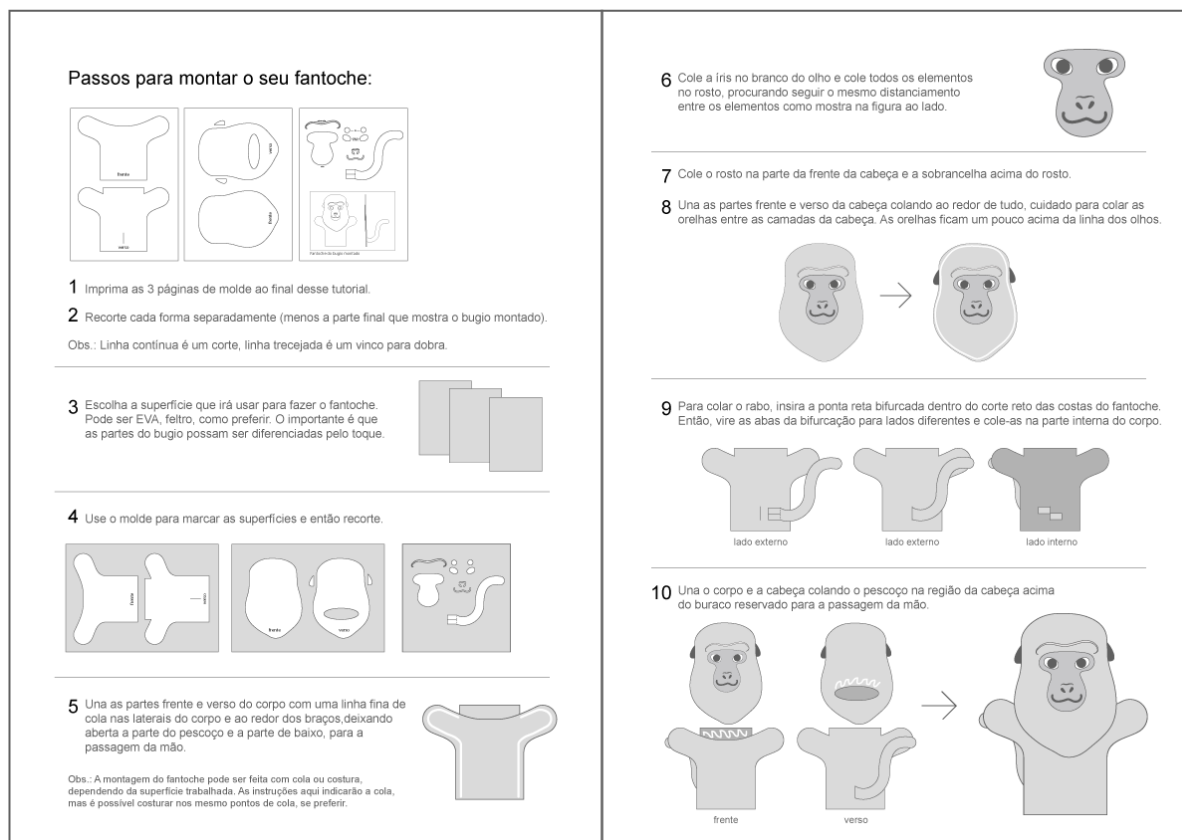 Passos para montar o seu fantoche:
frente
verso
verso
frente
Fantoche do bugio montado
1 Imprima as 3 páginas de molde ao final desse tutorial.
2 Recorte cada forma separadamente (menos a parte final que mostra o bugio montado).
Obs.: Linha contínua é um corte, linha trecejada é um vinco para dobra.
3 Escolha a superfície que irá usar para fazer o fantoche.
Pode ser EVA, feltro, como preferir. O importante é que
as partes do bugio possam ser diferenciadas pelo toque.
4 Use o molde para marcar as superfícies e então recorte.
frente
verso
frente
verso
5 Una as partes frente e verso do corpo com uma linha fina de
cola nas laterais do corpo e ao redor dos braços,deixando
aberta a parte do pescoço e a parte de baixo, para a
passagem da mão.
Obs.: A montagem do fantoche pode ser feita com cola ou costura,
dependendo da superfície trabalhada. As instruções aqui indicarão a cola,
mas é possível costurar nos mesmo pontos de cola, se preferir.
6 Cole a íris no branco do olho e cole todos os elementos
no rosto, procurando seguir o mesmo distanciamento
entre os elementos como mostra na figura ao lado.
7 Cole o rosto na parte da frente da cabeça e a sobrancelha acima do rosto.
8 Una as partes frente e verso da cabeça colando ao redor de tudo, cuidado para colar as
orelhas entre as camadas da cabeça. As orelhas ficam um pouco acima da linha dos olhos.
9 Para colar o rabo, insira a ponta reta bifurcada dentro do corte reto das costas do fantoche.
Então, vire as abas da bifurcação para lados diferentes e cole-as na parte interna do corpo.
lado externo
lado externo
lado interno
10 Una o corpo e a cabeça colando o pescoço na região da cabeça acima
do buraco reservado para a passagem da mão.
frente
verso